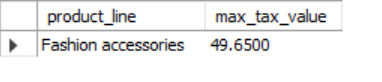 product_line max_tax_value
Fashion accessories 49.6500